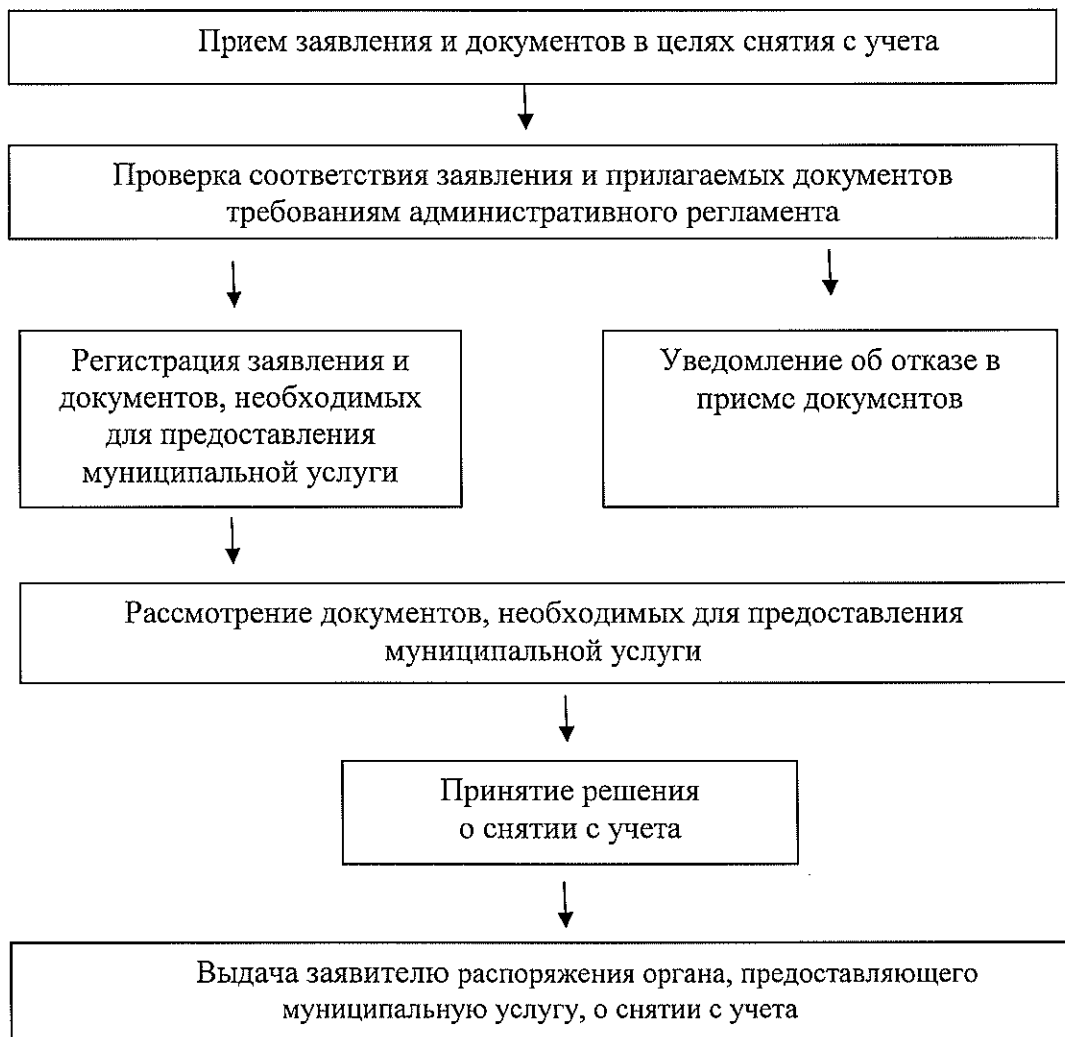 Прием заявления и документов в целях снятия с учета
Проверка соответствия заявления и прилагаемых документов
требованиям административного регламента
Регистрация заявления и
документов, необходимых
для предоставления
муниципальной услуги
Уведомление об отказе в
приеме документов
Рассмотрение документов, необходимых для предоставления
муниципальной услуги
Принятие решения
о снятии с учета
Выдача заявителю распоряжения органа, предоставляющего
муниципальную услугу, о снятии с учета